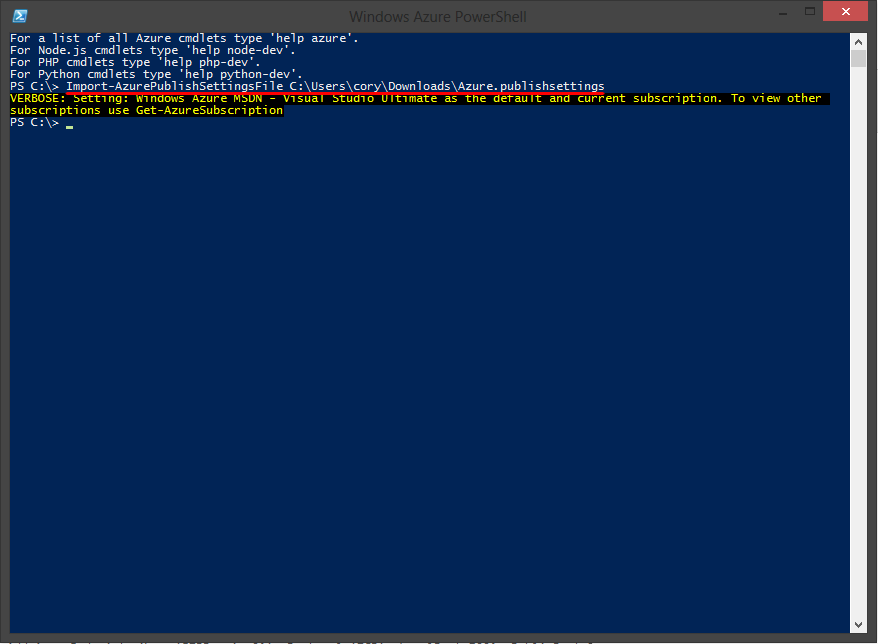 Windows Azure PowerShell
For a list of all Azure cmdlets type 'help azure'.
For Node.js cmdlets type 'help node-dev'.
For PHP cmdlets type 'help php-dev'.
For Python cmdlets type 'help python-dev'.
PS C:\> Import-AzurePublishSettingsFile C:\Users\cory\Downloads\Azure.publishsettings
VERBOSE: Setting: Windows Azure MSDN - Visual Studio Ultimate as the default and current subscription. To view other
subscriptions use Get-AzureSubscription
PS C:\>